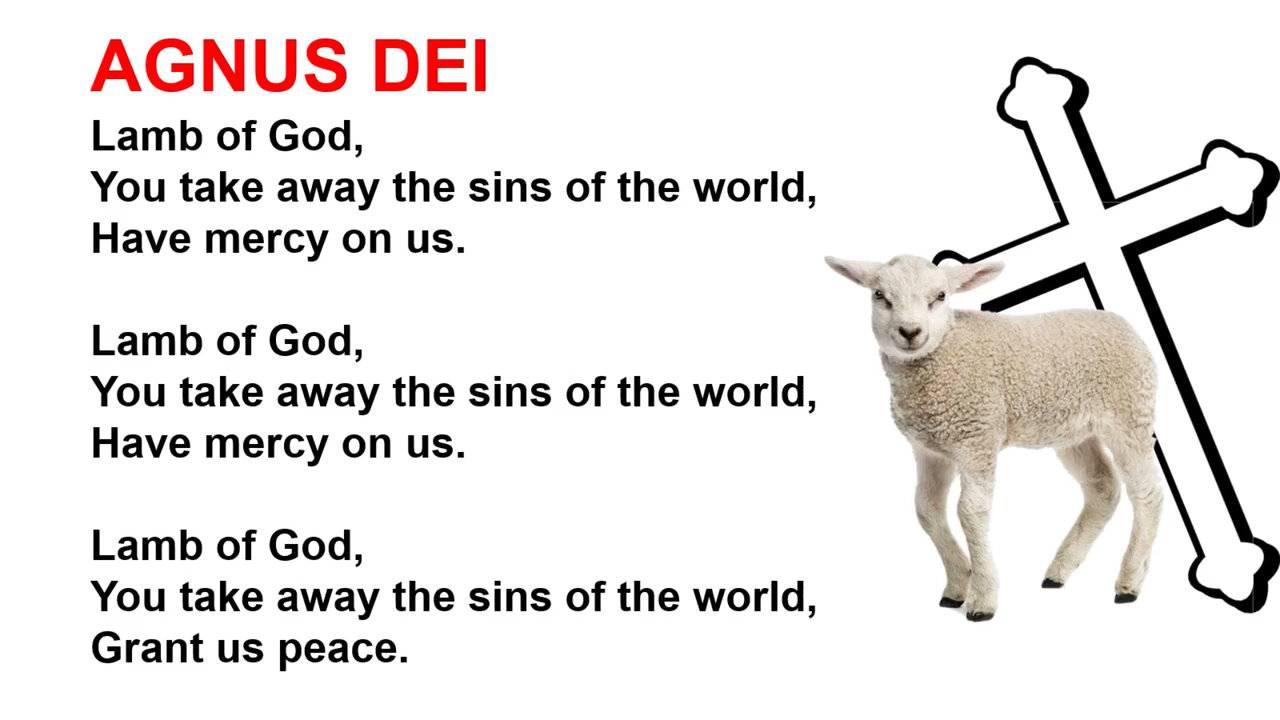 AGNUS DEI
Lamb of God,
You take away the sins of the world,
Have mercy on us.
Lamb of God,
You take away the sins of the world,
Have mercy on us.
Lamb of God,
You take away the sins of the world,
Grant us peace.